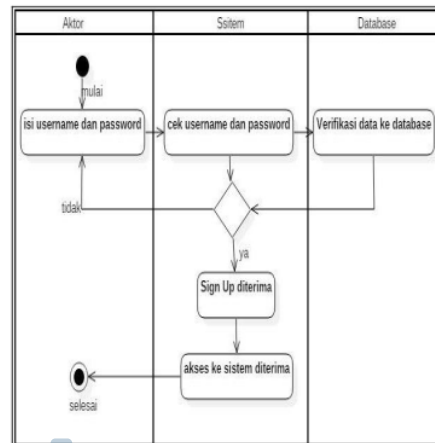 Aktor
Ssitem
Database
mulai
isi username dan password
cek username dan password
Verifikasi data ke database
tidak
ya
Sign Up diterima
akses ke sistem diterima
selesai